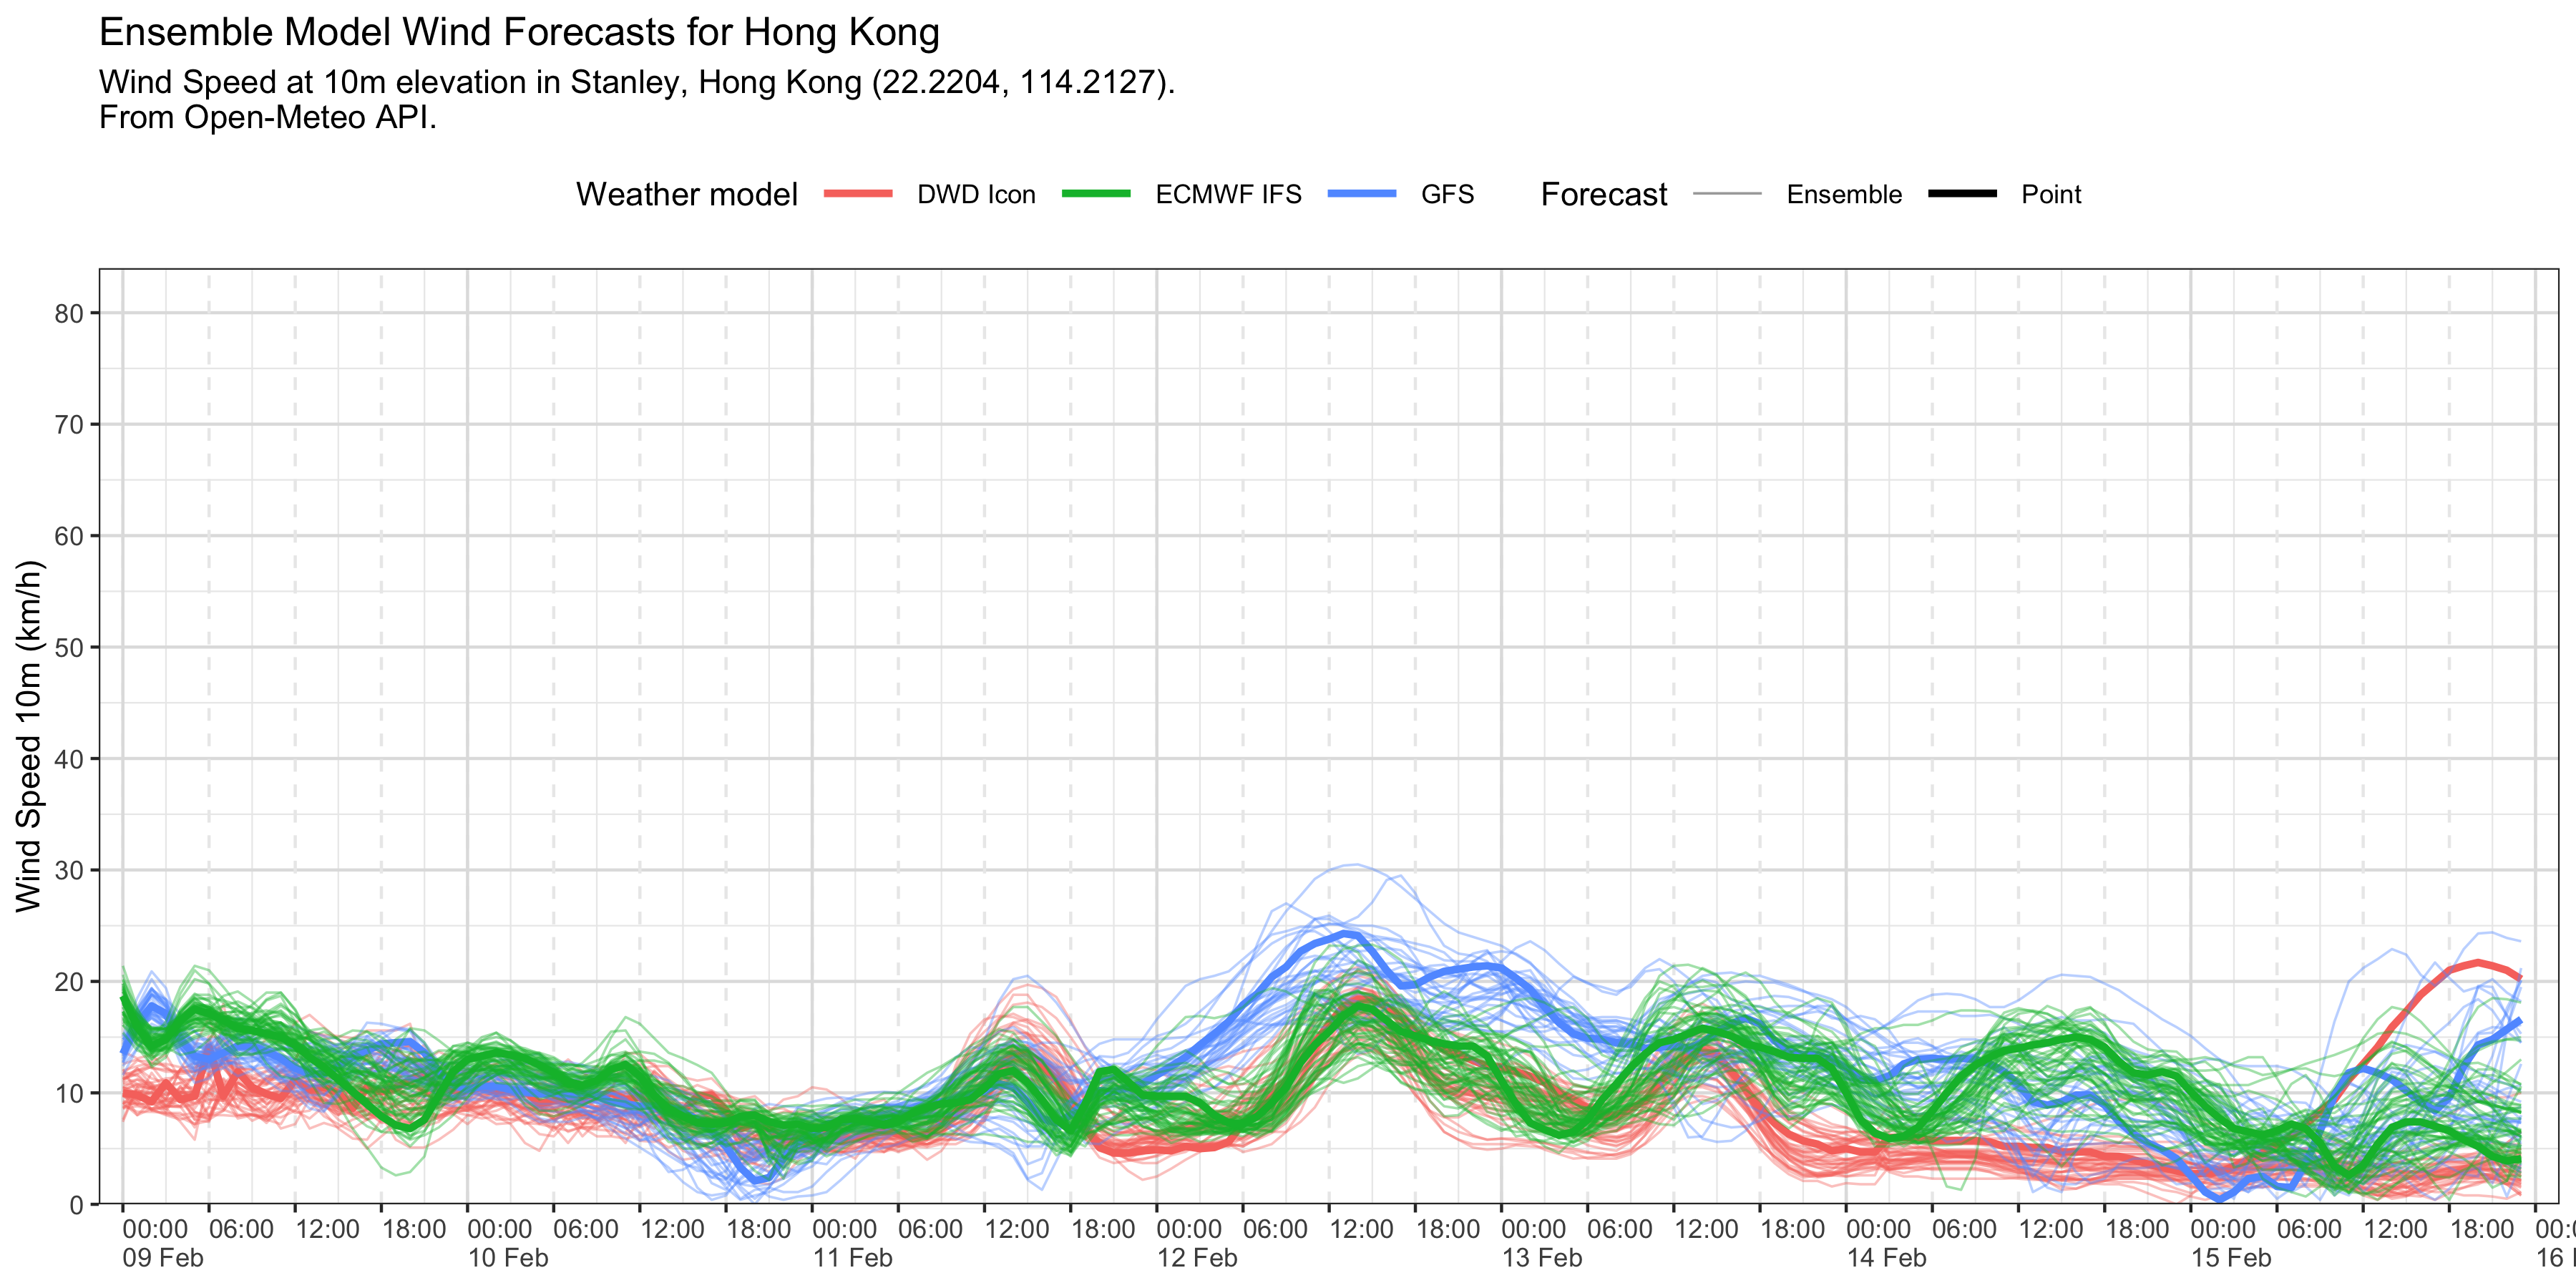 Ensemble Model Wind Forecasts for Hong Kong
Wind Speed at 10m elevation in Stanley, Hong Kong (22.2204, 114.2127).
From Open-Meteo API.
Weather model DWD Icon ECMWF IFS GFS Forecast Ensemble Point
Wind Speed 10m (km/h)
80
70
60
50
40
30
20
10
0
00:00 06:00 12:00 18:00 00:00 06:00 12:00 18:00 00:00 06:00 12:00 18:00 00:00 06:00 12:00 18:00 00:00 06:00 12:00 18:00 00:00 06:00 12:00 18:00 00:00 06:00 12:00 18:00
09 Feb 10 Feb 11 Feb 12 Feb 13 Feb 14 Feb 15 Feb 16